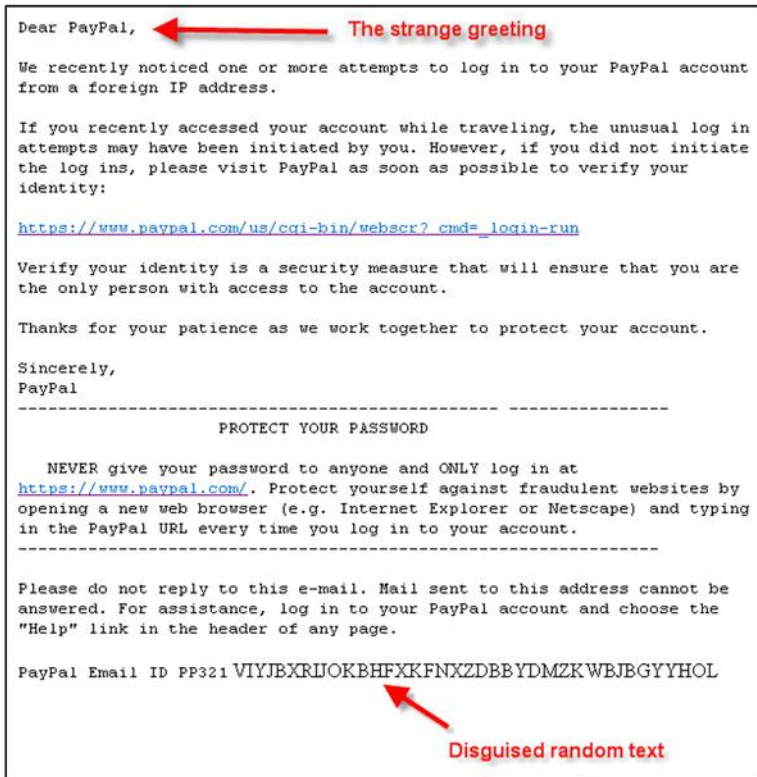 Dear PayPal,
The strange greeting
We recently noticed one or more attempts to log in to your PayPal account
from a foreign IP address.
If you recently accessed your account while traveling, the unusual log in
attempts may have been initiated by you. However, if you did not initiate
the log ins, please visit PayPal as soon as possible to verify your
identity:
https://www.paypal.com/us/cgi-bin/webscr?_cmd=_login-run
Verify your identity is a security measure that will ensure that you are
the only person with access to the account.
Thanks for your patience as we work together to protect your account.
Sincerely,
PayPal
------------------------------------------------ ----------------
PROTECT YOUR PASSWORD
NEVER give your password to anyone and ONLY log in at
https://www.paypal.com/. Protect yourself against fraudulent websites by
opening a new web browser (e.g. Internet Explorer or Netscape) and typing
in the PayPal URL every time you log in to your account.
----------------------------------------------------------------
Please do not reply to this e-mail. Mail sent to this address cannot be
answered. For assistance, log in to your PayPal account and choose the
"Help" link in the header of any page.
PayPal Email ID PP321 VIYJBXRIJOKBHFXKFNXZDBBYDMZKWBJBGYYHOL
Disguised random text